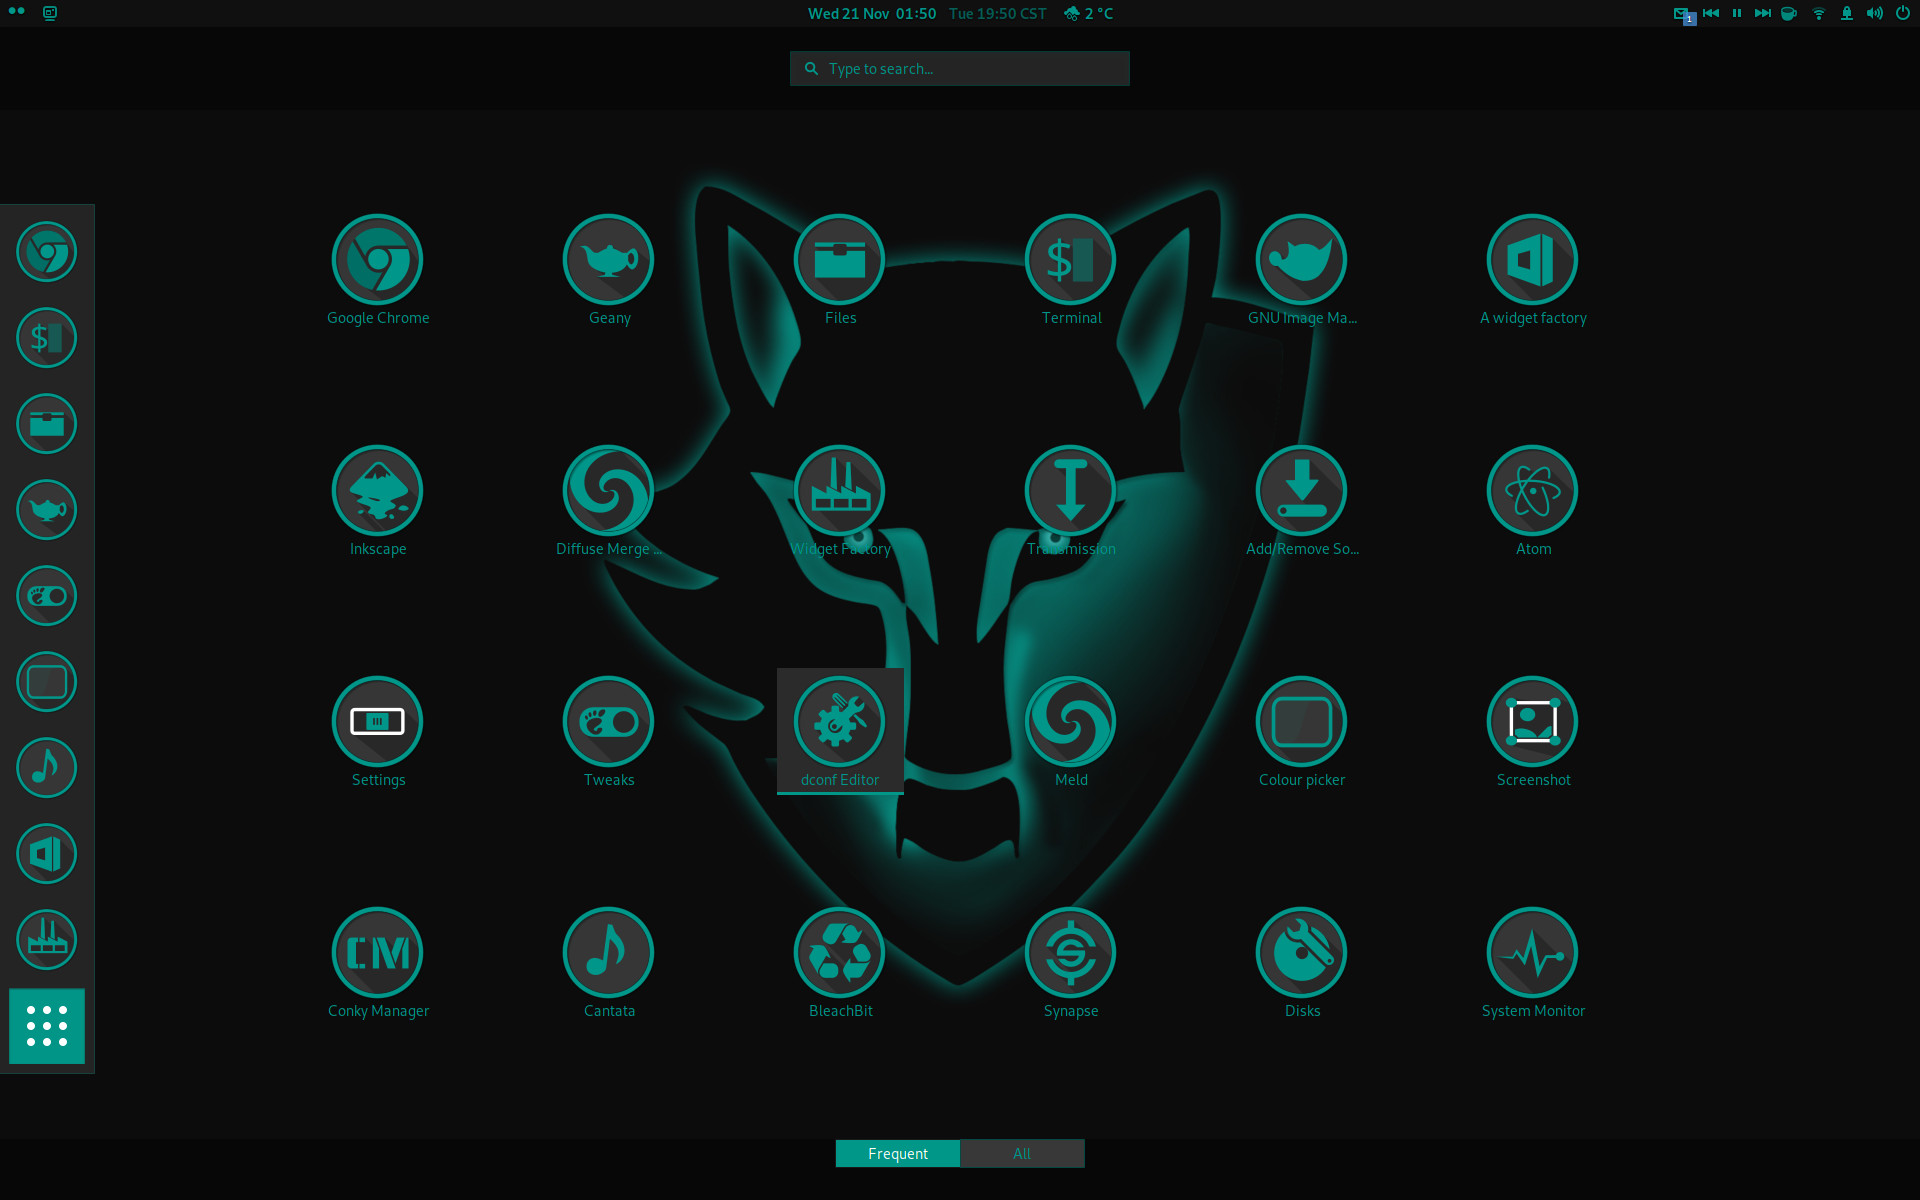 Wed 21 Nov 01:50 Tue 19:50 CST 2 °C
1
Type to search...
$
Google Chrome Geany Files Terminal GNU Image Ma... A widget factory
$
Inkscape Diffuse Merge ... Widget Factory Transmission Add/Remove So... Atom
Settings Tweaks dconf Editor Meld Colour picker Screenshot
CM S
Conky Manager Cantata BleachBit Synapse Disks System Monitor
Frequent All